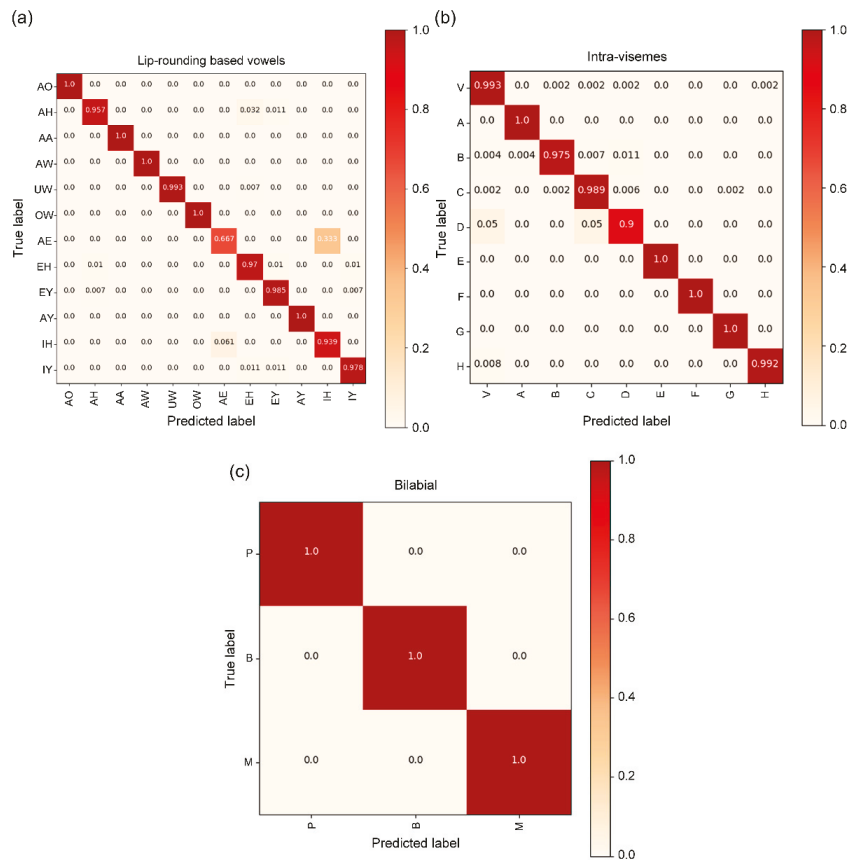 (a)
Lip-rounding based vowels
AO 1.0 0.0 0.0 0.0 0.0 0.0 0.0 0.0 0.0 0.0 0.0 0.0
AH 0.0 0.957 0.0 0.0 0.0 0.0 0.0 0.032 0.011 0.0 0.0 0.0
AA 0.0 0.0 1.0 0.0 0.0 0.0 0.0 0.0 0.0 0.0 0.0 0.0
AW 0.0 0.0 0.0 1.0 0.0 0.0 0.0 0.0 0.0 0.0 0.0 0.0
UW 0.0 0.0 0.0 0.0 0.993 0.0 0.0 0.007 0.0 0.0 0.0 0.0
OW 0.0 0.0 0.0 0.0 0.0 1.0 0.0 0.0 0.0 0.0 0.0 0.0
AE 0.0 0.0 0.0 0.0 0.0 0.0 0.667 0.0 0.0 0.0 0.333 0.0
EH 0.0 0.01 0.0 0.0 0.0 0.0 0.0 0.97 0.01 0.0 0.0 0.01
EY 0.0 0.007 0.0 0.0 0.0 0.0 0.0 0.0 0.985 0.0 0.0 0.007
AY 0.0 0.0 0.0 0.0 0.0 0.0 0.0 0.0 0.0 1.0 0.0 0.0
IH 0.0 0.0 0.0 0.0 0.0 0.0 0.061 0.0 0.0 0.0 0.939 0.0
IY 0.0 0.0 0.0 0.0 0.0 0.0 0.0 0.011 0.011 0.0 0.0 0.978
AO AH AA AW UW OW AE EH EY AY IH IY
True label
Predicted label
1.0
0.8
0.6
0.4
0.2
0.0
(b)
Intra-visemes
V 0.993 0.0 0.002 0.002 0.002 0.0 0.0 0.0 0.002
A 0.0 1.0 0.0 0.0 0.0 0.0 0.0 0.0 0.0
B 0.004 0.004 0.975 0.007 0.011 0.0 0.0 0.0 0.0
C 0.002 0.0 0.002 0.989 0.006 0.0 0.0 0.002 0.0
D 0.05 0.0 0.0 0.05 0.9 0.0 0.0 0.0 0.0
E 0.0 0.0 0.0 0.0 0.0 1.0 0.0 0.0 0.0
F 0.0 0.0 0.0 0.0 0.0 0.0 1.0 0.0 0.0
G 0.0 0.0 0.0 0.0 0.0 0.0 0.0 1.0 0.0
H 0.008 0.0 0.0 0.0 0.0 0.0 0.0 0.0 0.992
V A B C D E F G H
True label
Predicted label
1.0
0.8
0.6
0.4
0.2
0.0
(c)
Bilabial
P 1.0 0.0 0.0
B 0.0 1.0 0.0
M 0.0 0.0 1.0
P B M
True label
Predicted label
1.0
0.8
0.6
0.4
0.2
0.0